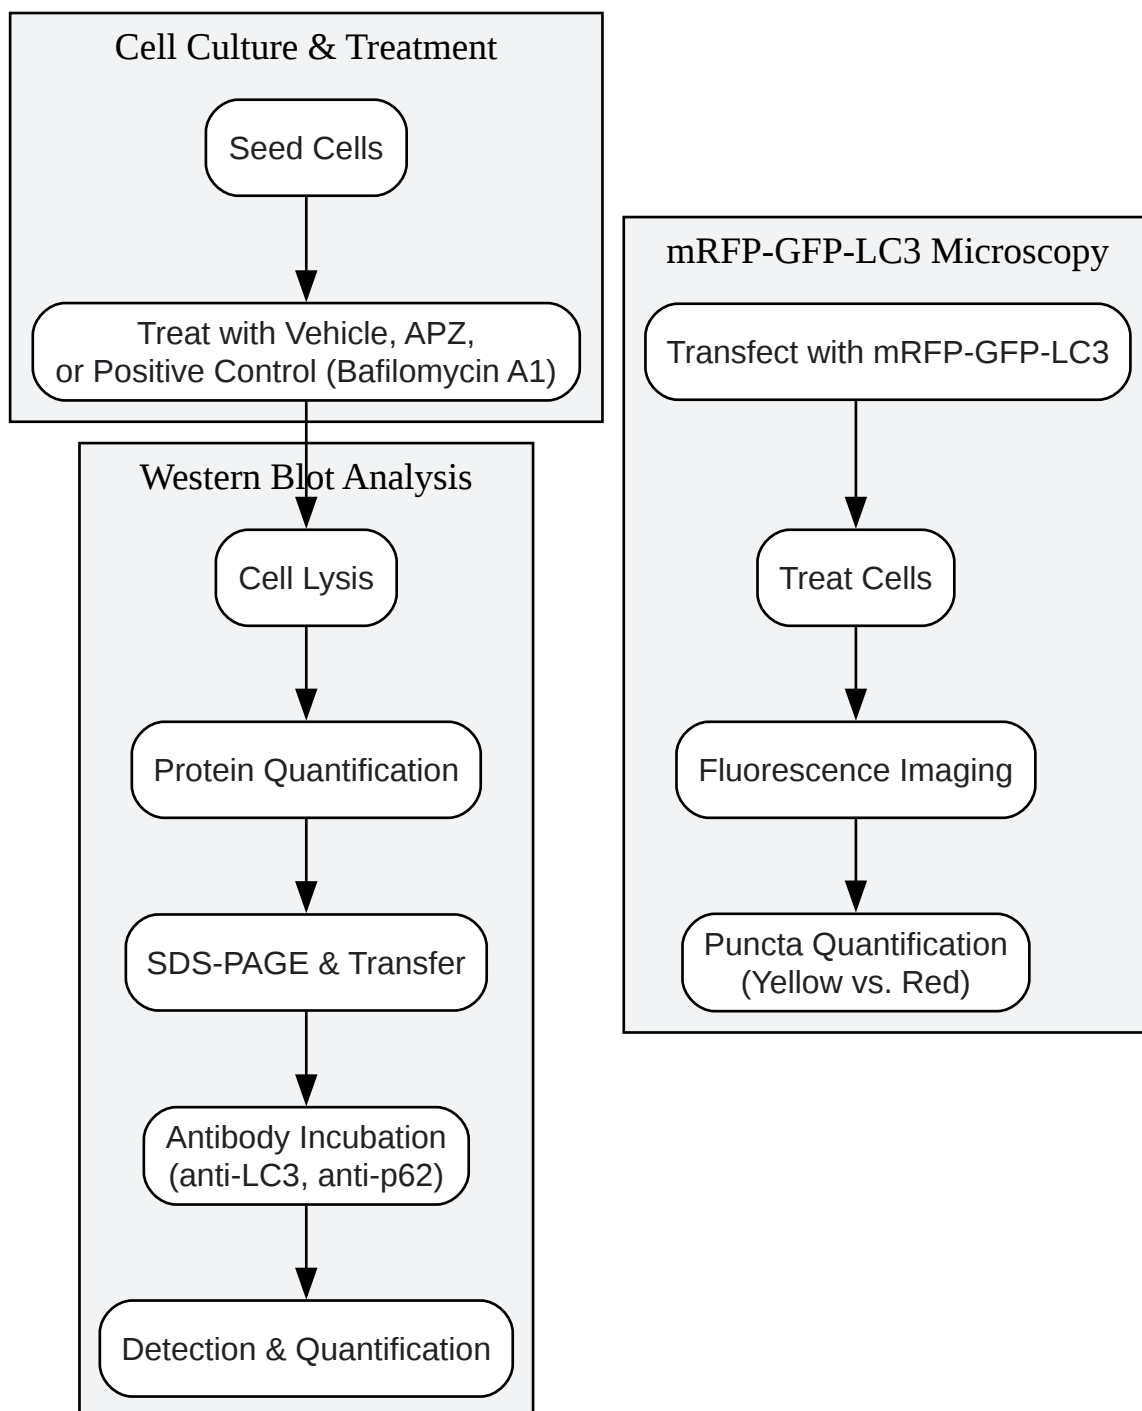 Cell Culture & Treatment
Seed Cells
Treat with Vehicle, APZ,
or Positive Control (Bafilomycin A1)
Western Blot Analysis
Cell Lysis
Protein Quantification
SDS-PAGE & Transfer
Antibody Incubation
(anti-LC3, anti-p62)
Detection & Quantification
mRFP-GFP-LC3 Microscopy
Transfect with mRFP-GFP-LC3
Treat Cells
Fluorescence Imaging
Puncta Quantification
(Yellow vs. Red)